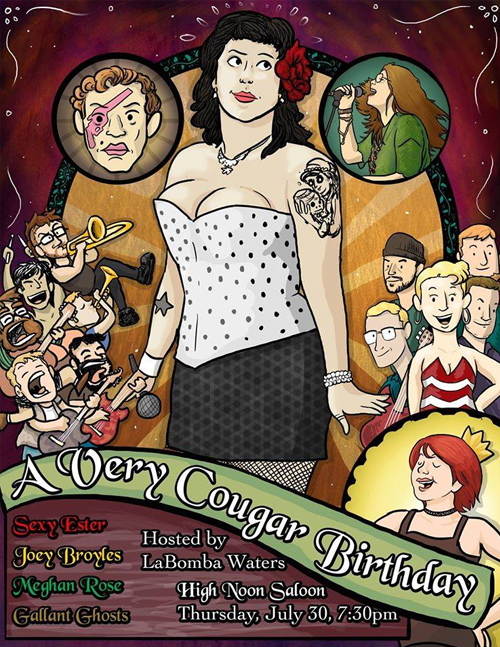 A Very Cougar Birthday
Sexy Ester
Joey Broyles
Meghan Rose
Gallant Ghosts
Hosted by
LaBomba Waters
High Noon Saloon
Thursday, July 30, 7:30pm